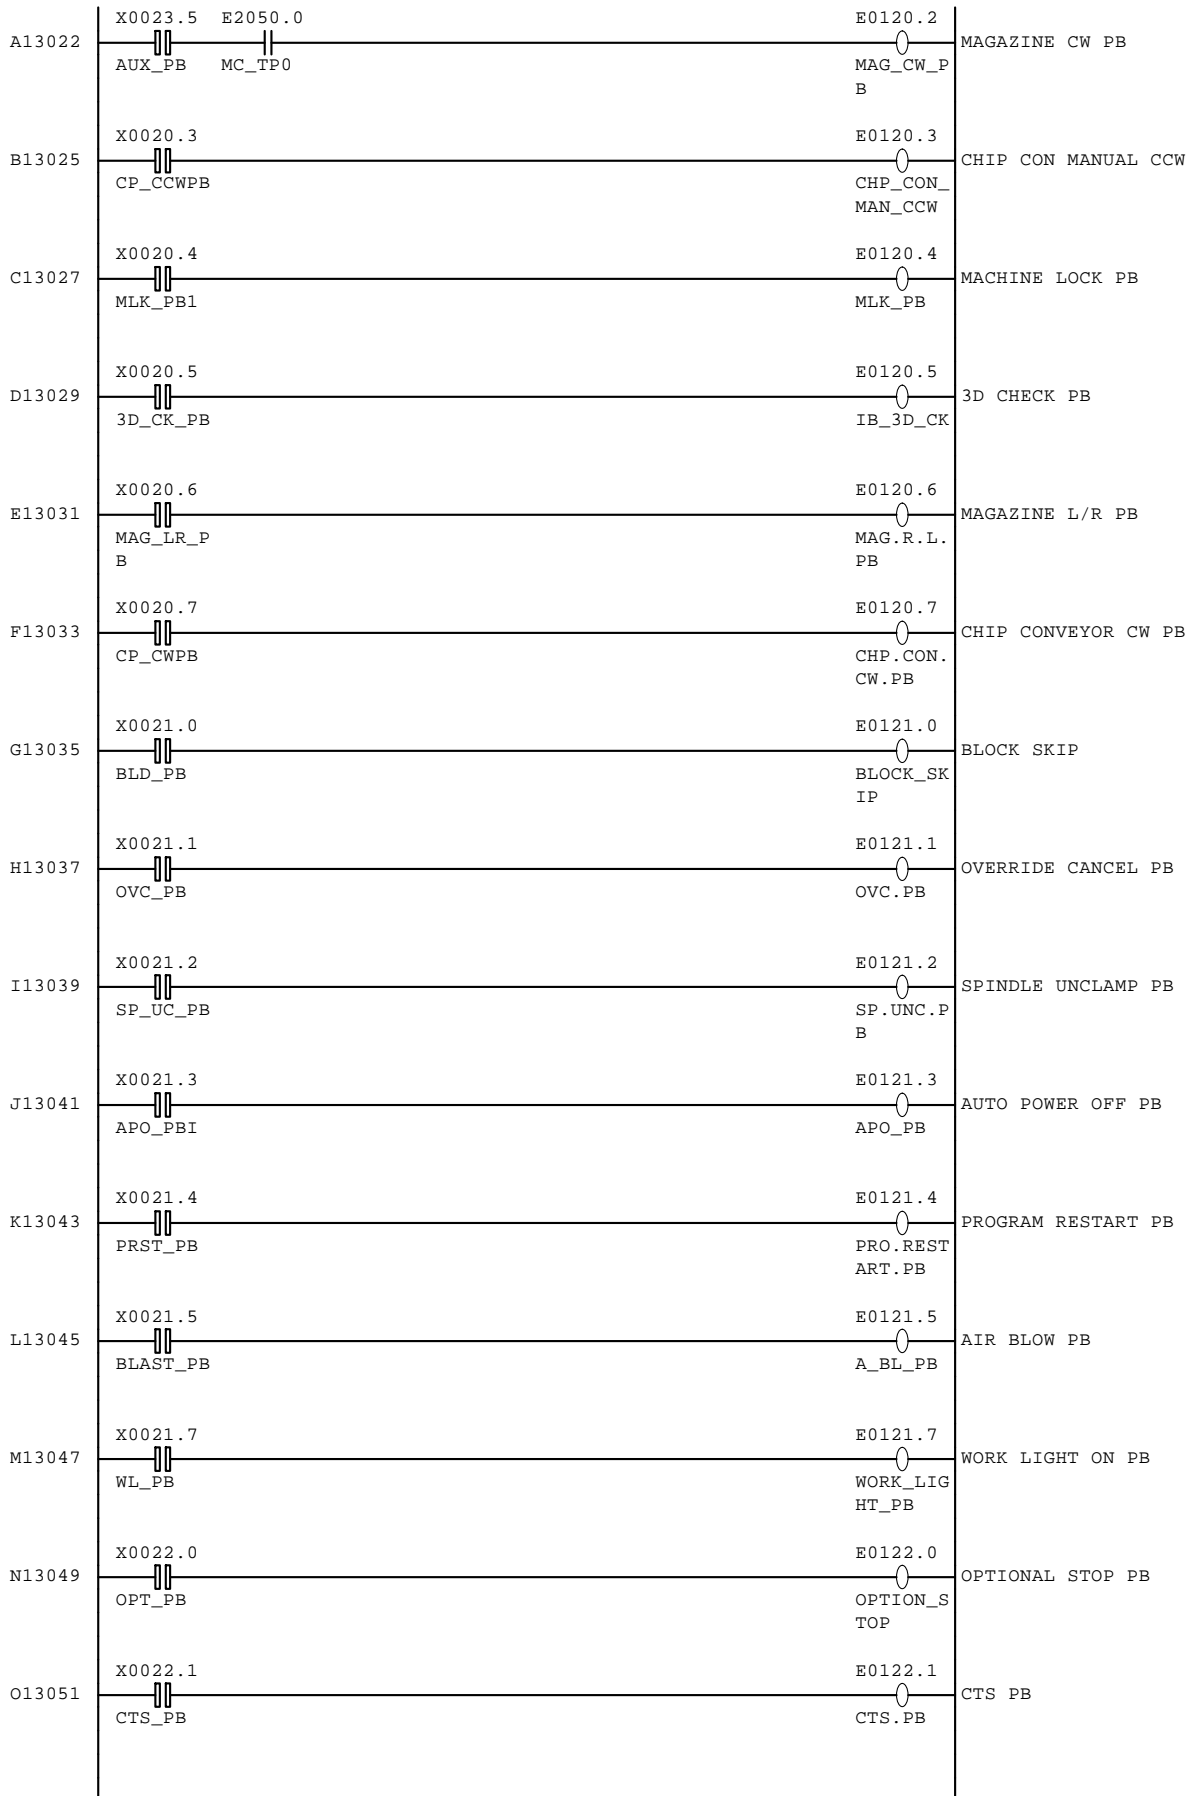 X0023.5 E2050.0 E0120.2
A13022 MAGAZINE CW PB
AUX_PB MC_TP0 MAG_CW_P
B
X0020.3 E0120.3
B13025 CHIP CON MANUAL CCW
CP_CCWPB CHP_CON_
MAN_CCW
X0020.4 E0120.4
C13027 MACHINE LOCK PB
MLK_PB1 MLK_PB
X0020.5 E0120.5
D13029 3D CHECK PB
3D_CK_PB IB_3D_CK
X0020.6 E0120.6
E13031 MAGAZINE L/R PB
MAG_LR_P MAG.R.L.
B PB
X0020.7 E0120.7
F13033 CHIP CONVEYOR CW PB
CP_CWPB CHP.CON.
CW.PB
X0021.0 E0121.0
G13035 BLOCK SKIP
BLD_PB BLOCK_SK
IP
X0021.1 E0121.1
H13037 OVERRIDE CANCEL PB
OVC_PB OVC.PB
X0021.2 E0121.2
I13039 SPINDLE UNCLAMP PB
SP_UC_PB SP.UNC.P
B
X0021.3 E0121.3
J13041 AUTO POWER OFF PB
APO_PBI APO_PB
X0021.4 E0121.4
K13043 PROGRAM RESTART PB
PRST_PB PRO.REST
ART.PB
X0021.5 E0121.5
L13045 AIR BLOW PB
BLAST_PB A_BL_PB
X0021.7 E0121.7
M13047 WORK LIGHT ON PB
WL_PB WORK_LIG
HT_PB
X0022.0 E0122.0
N13049 OPTIONAL STOP PB
OPT_PB OPTION_S
TOP
X0022.1 E0122.1
O13051 CTS PB
CTS_PB CTS.PB